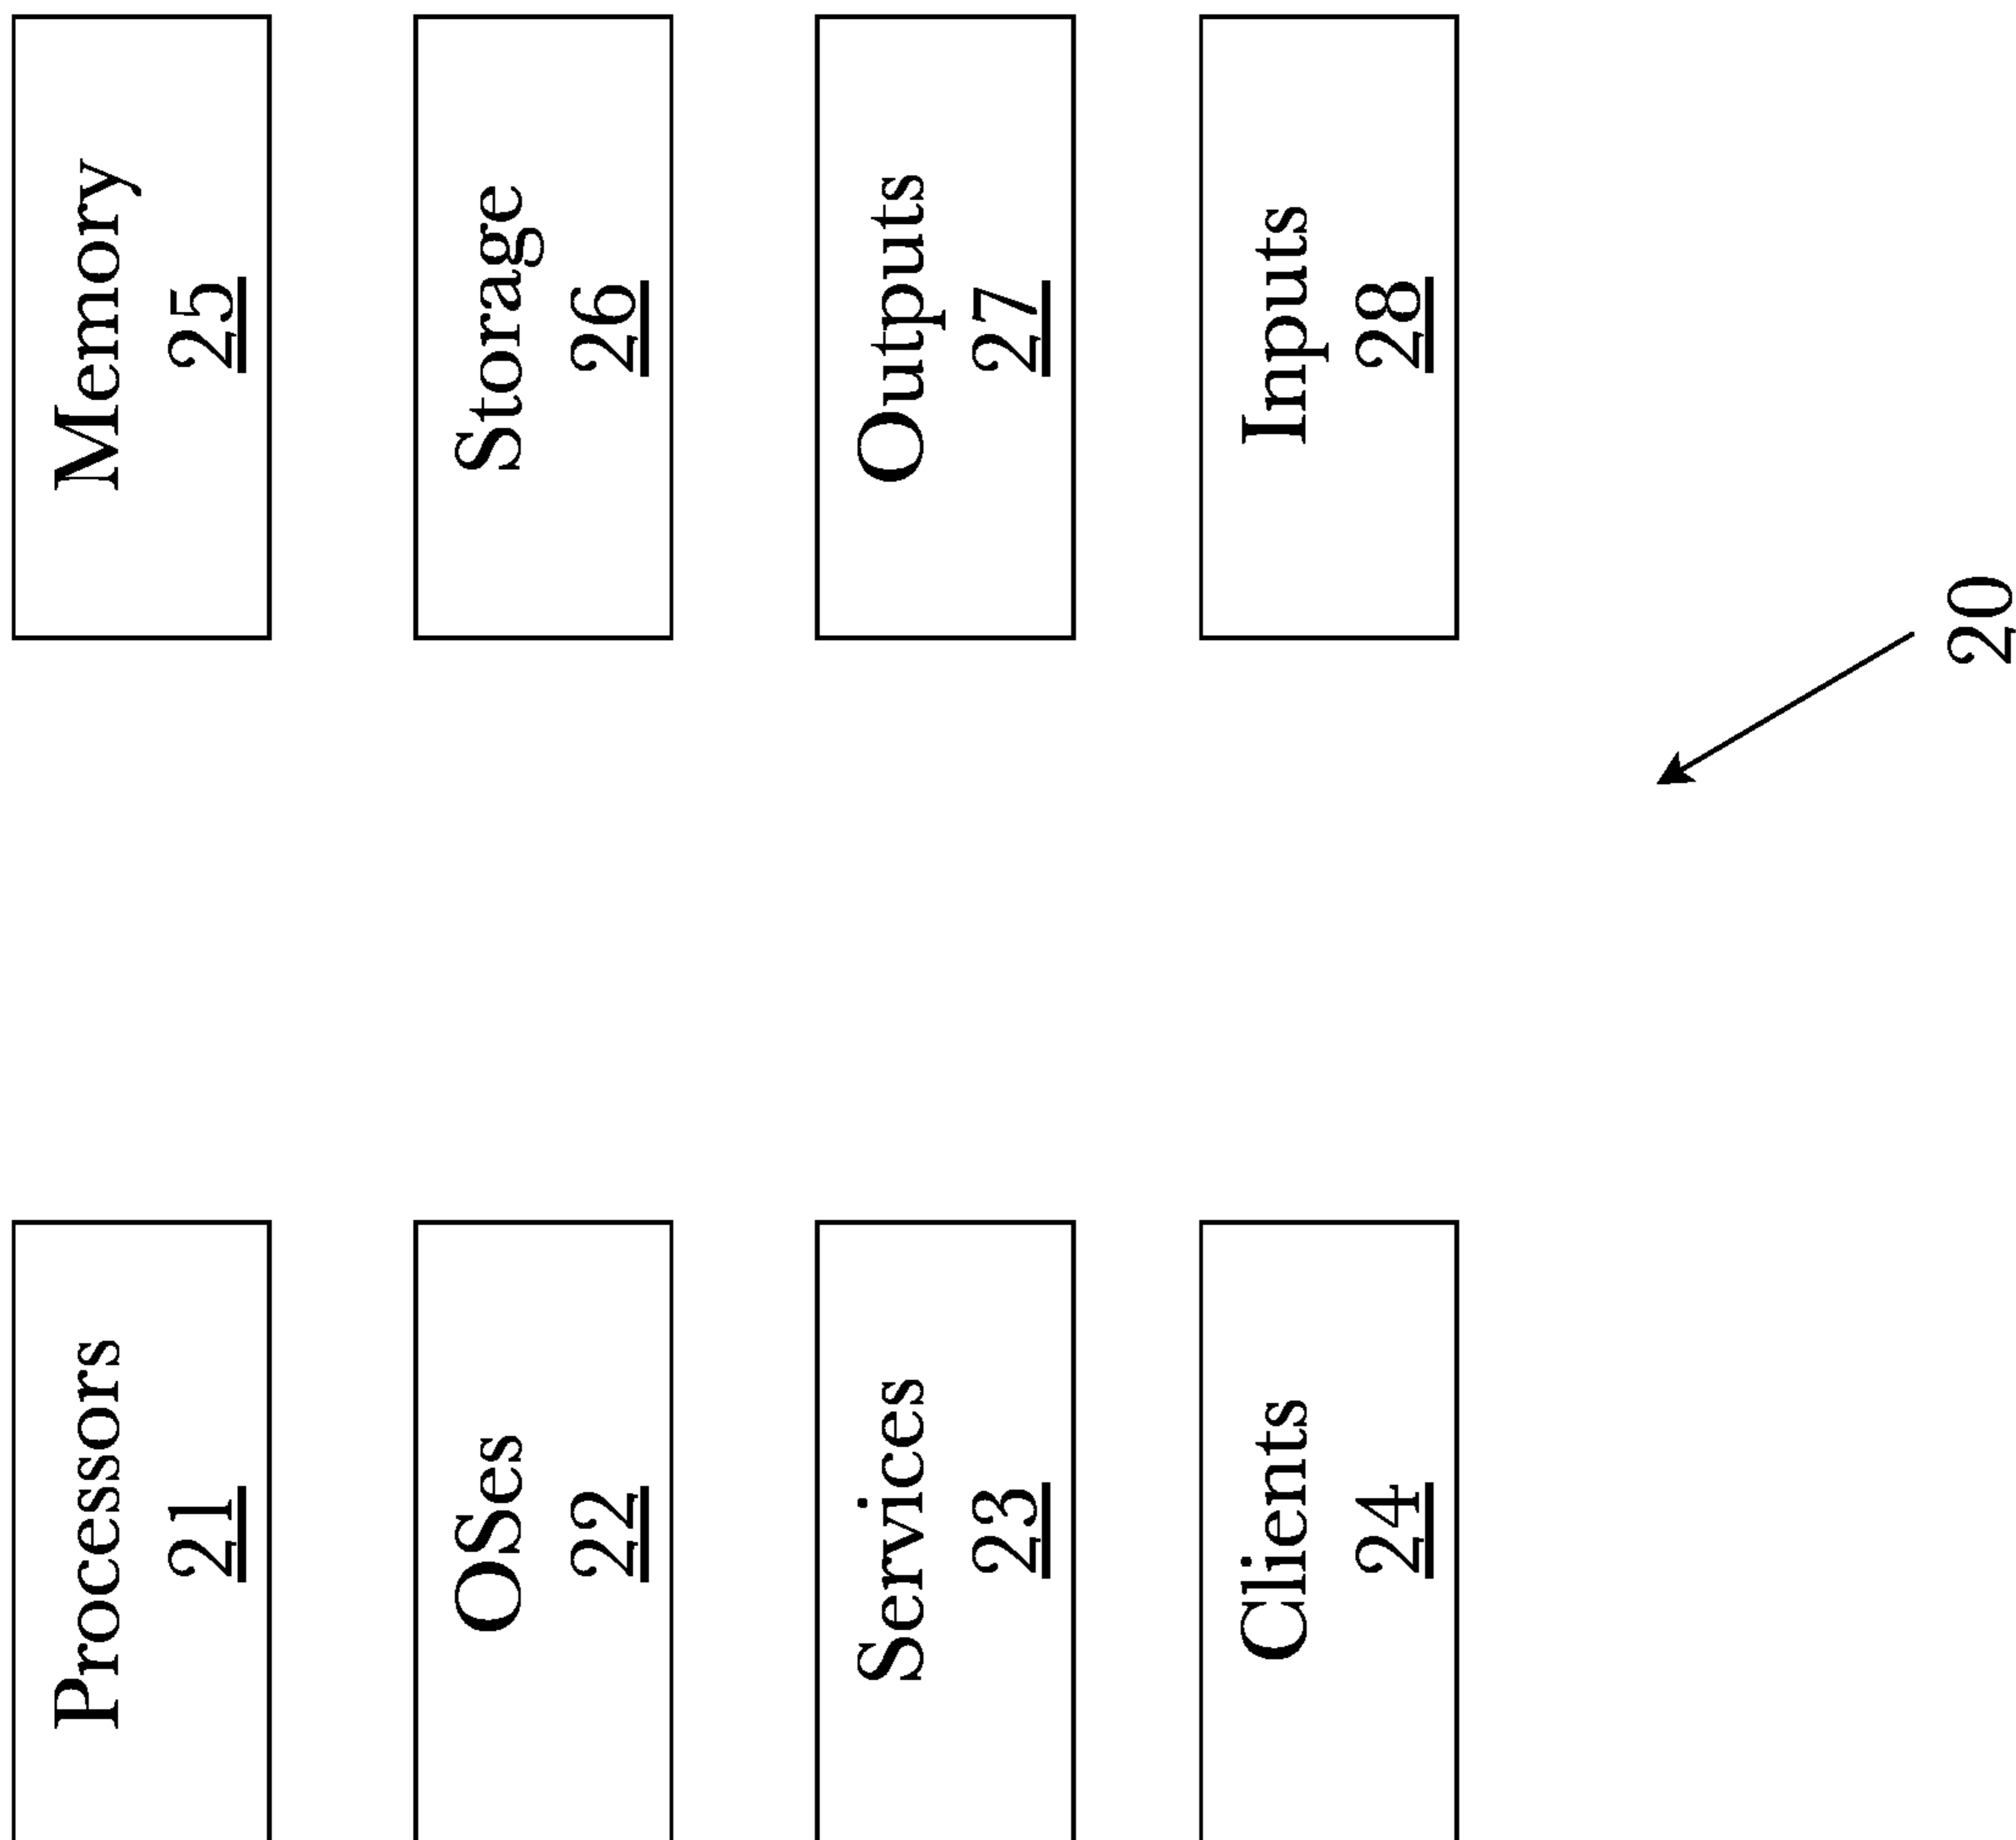 Processors
21
Memory
25
OSes
22
Storage
26
Services
23
Outputs
27
Clients
24
Inputs
28
20